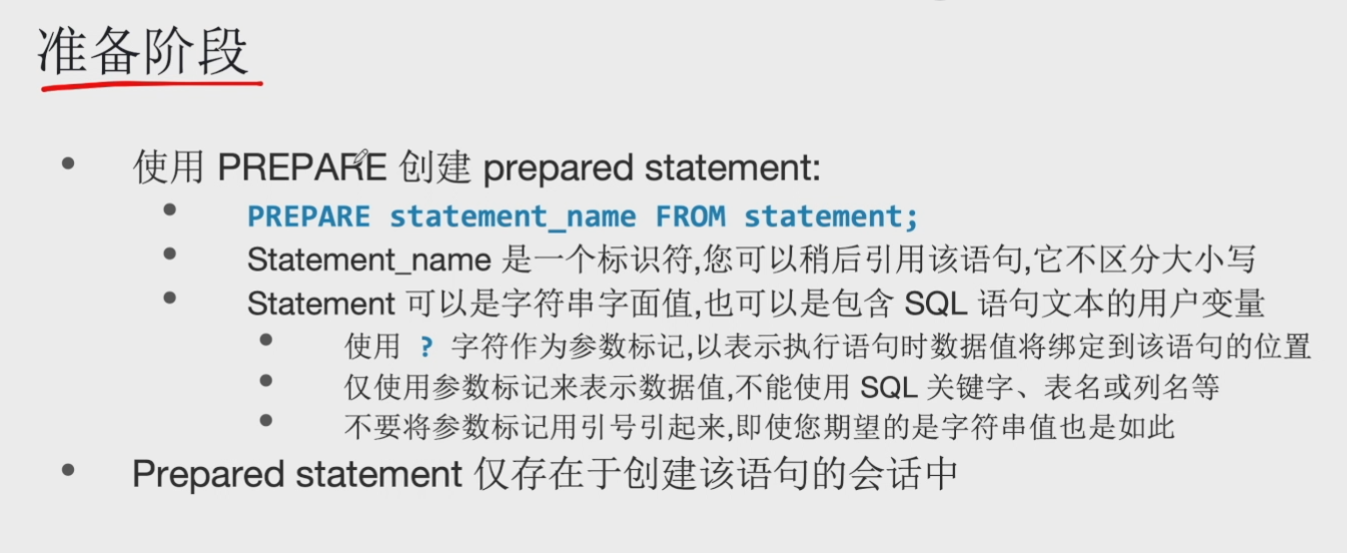 准备阶段
使用 PREPARE 创建 prepared statement:
PREPARE statement_name FROM statement;
Statement_name 是一个标识符,您可以稍后引用该语句,它不区分大小写
Statement 可以是字符串字面值,也可以是包含 SQL 语句文本的用户变量
使用 ? 字符作为参数标记,以表示执行语句时数据值将绑定到该语句的位置
仅使用参数标记来表示数据值,不能使用 SQL 关键字、表名或列名等
不要将参数标记用引号引起来,即使您期望的是字符串值也是如此
Prepared statement 仅存在于创建该语句的会话中